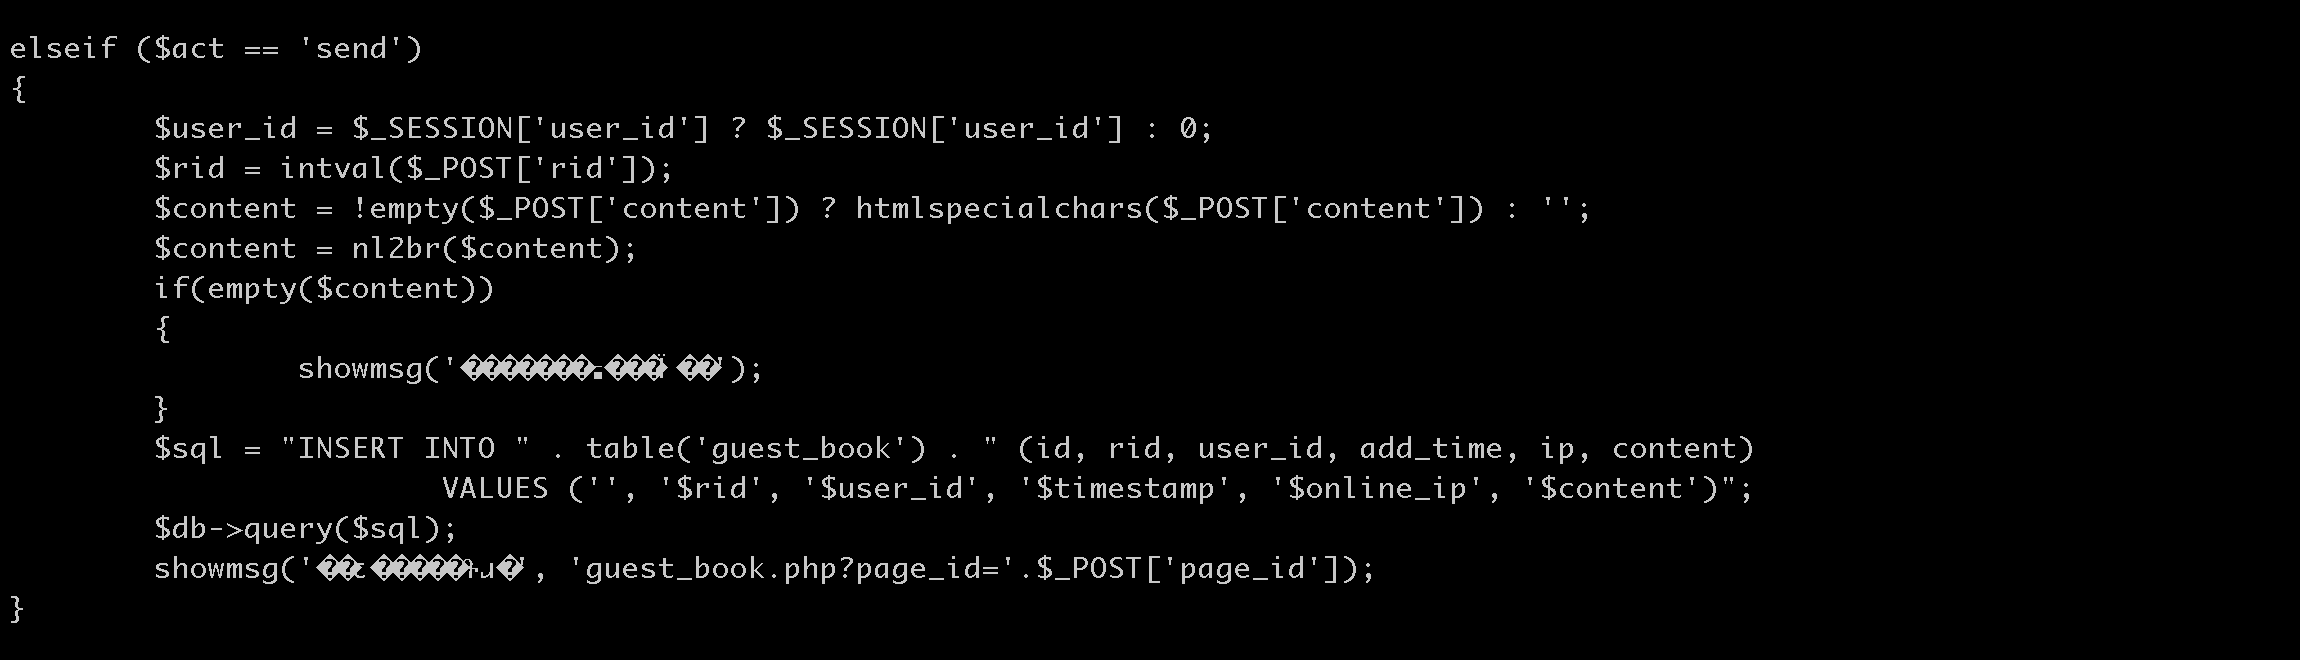 elseif ($act == 'send')
{
$user_id = $_SESSION['user_id'] ? $_SESSION['user_id'] : 0;
$rid = intval($_POST['rid']);
$content = !empty($_POST['content']) ? htmlspecialchars($_POST['content']) : '';
$content = nl2br($content);
if(empty($content))
{
showmsg('');
}
$sql = "INSERT INTO " . table('guest_book') . " (id, rid, user_id, add_time, ip, content)
VALUES ('', '$rid', '$user_id', '$timestamp', '$online_ip', '$content')";
$db->query($sql);
showmsg('', 'guest_book.php?page_id='.$_POST['page_id']);
}